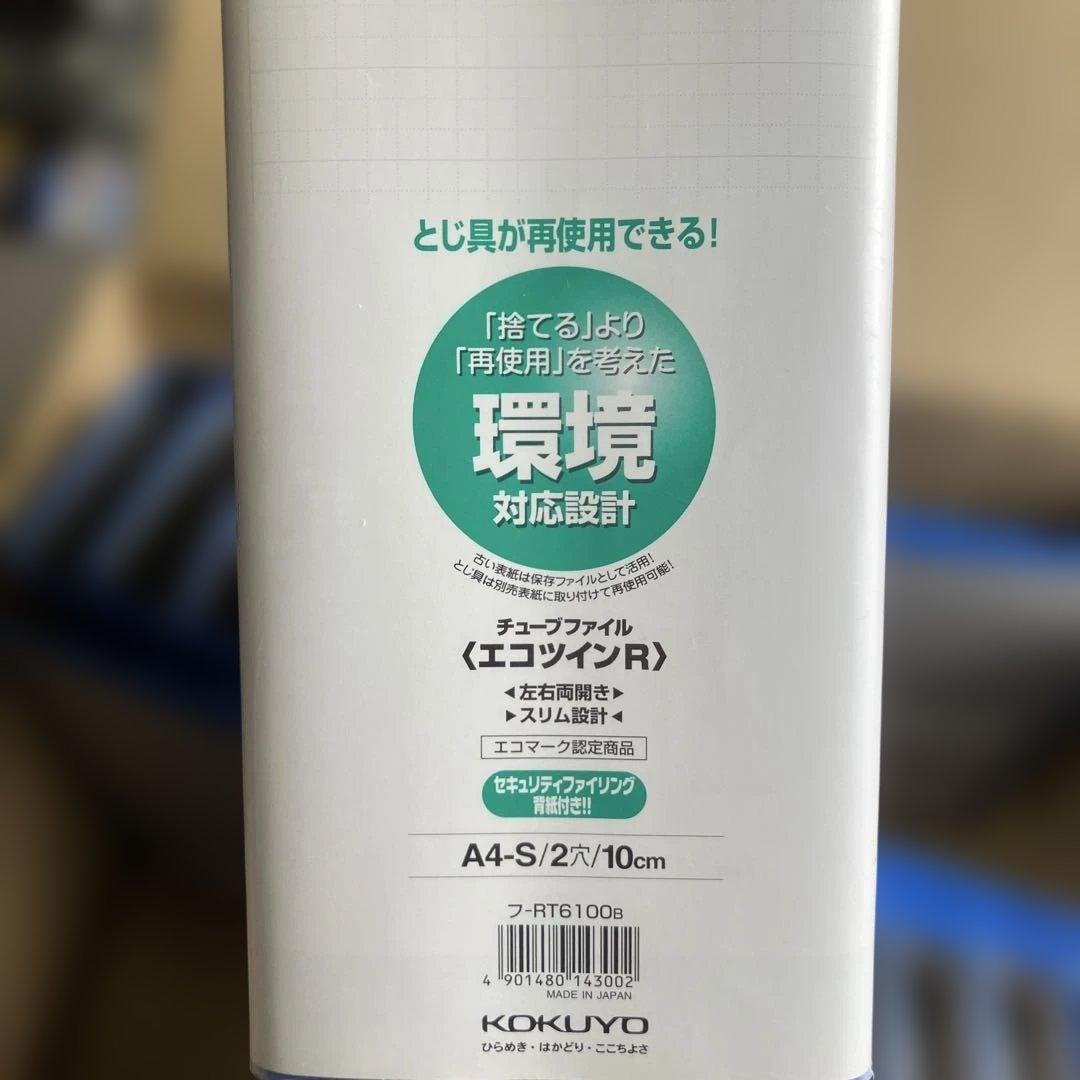 とじ具が再使用できる!
「捨てる」より
「再使用」を考えた
環境
対応設計
古い表紙は保存ファイルとして活用!
とじ具は別売表紙に取り付けて再使用可能!
チューブファイル
〈エコツインR〉
◀左右両開き▶
▶スリム設計◀
エコマーク認定商品
セキュリティファイリング
背紙付き!!
A4-S/2穴/10cm
フ-RT6100B
4 901480 143002
MADE IN JAPAN
KOKUYO
ひらめき・はかどり・ここちよさ